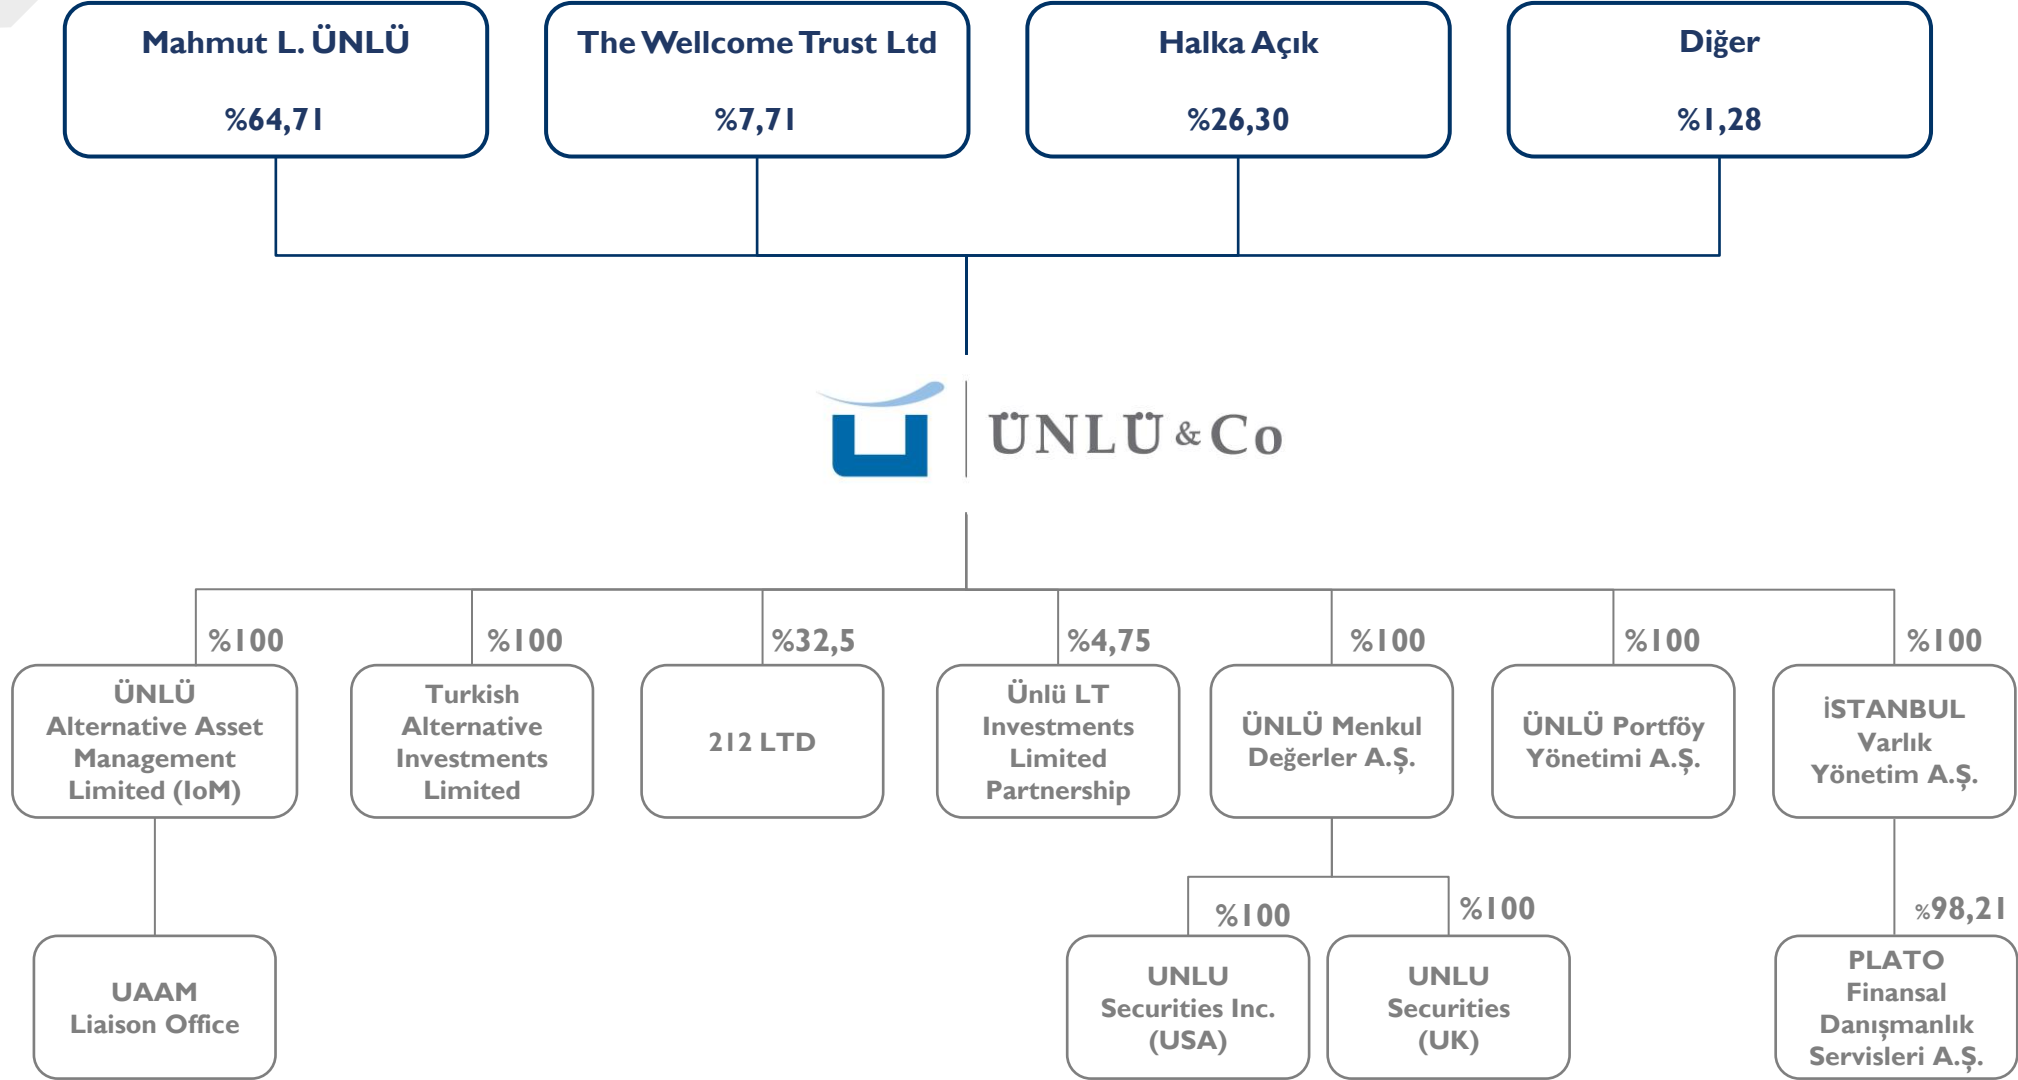 Mahmut L. ÜNLÜ
%64,71
The Wellcome Trust Ltd
%7,71
Halka Açık
%26,30
Diğer
%1,28
ÜNLÜ & Co
%100
ÜNLÜ
Alternative Asset
Management
Limited (IoM)
%100
Turkish
Alternative
Investments
Limited
%32,5
212 LTD
%4,75
Ünlü LT
Investments
Limited
Partnership
%100
ÜNLÜ Menkul
Değerler A.Ş.
%100
ÜNLÜ Portföy
Yönetimi A.Ş.
%100
İSTANBUL
Varlık
Yönetim A.Ş.
UAAM
Liaison Office
%100
UNLU
Securities Inc.
(USA)
%100
UNLU
Securities
(UK)
%98,21
PLATO
Finansal
Danışmanlık
Servisleri A.Ş.